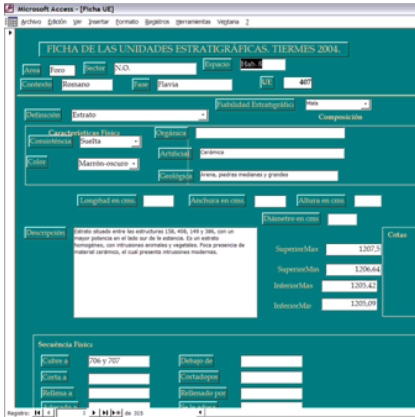 Microsoft Access - [Ficha UE]
Archivo Edición Ver Insertar Formato Registros Herramientas Ventana ?
FICHA DE LAS UNIDADES ESTRATIGRÁFICAS. TIERMES 2004.
Area Foro Sector N.O. Espacio Hab. 8
Contexto Romano Fase Flavia UE 407
Fiabilidad Estratigráfic: Mala
Definición Estrato Composición
Características Físic: Orgánica
Consistencia Suelta
Artificial Cerámica
Color Marrón-oscuro
Geológica Arena, piedras medianas y grandes
Longitud en cms. Anchura en cms. Altura en cms.
Diámetro en cms
Descripción Cotas
Estrato situado entre las estructuras 158, 408, 149 y 386, con un
mayor potencia en el lado sur de la estancia. Es un estrato
homogéneo, con intrusiones animales y vegetales. Poca presencia de
material cerámico, el cual presenta intrusiones modernas.
SuperiorMax 1207,5
SuperiorMin 1206,64
InferiorMax 1205,42
InferiorMin 1205,09
Secuencia Físic:
Cubre a 706 y 707 Debajo de
Corta a Cortadopor
Rellena a Rellenado por
Registro: de 315